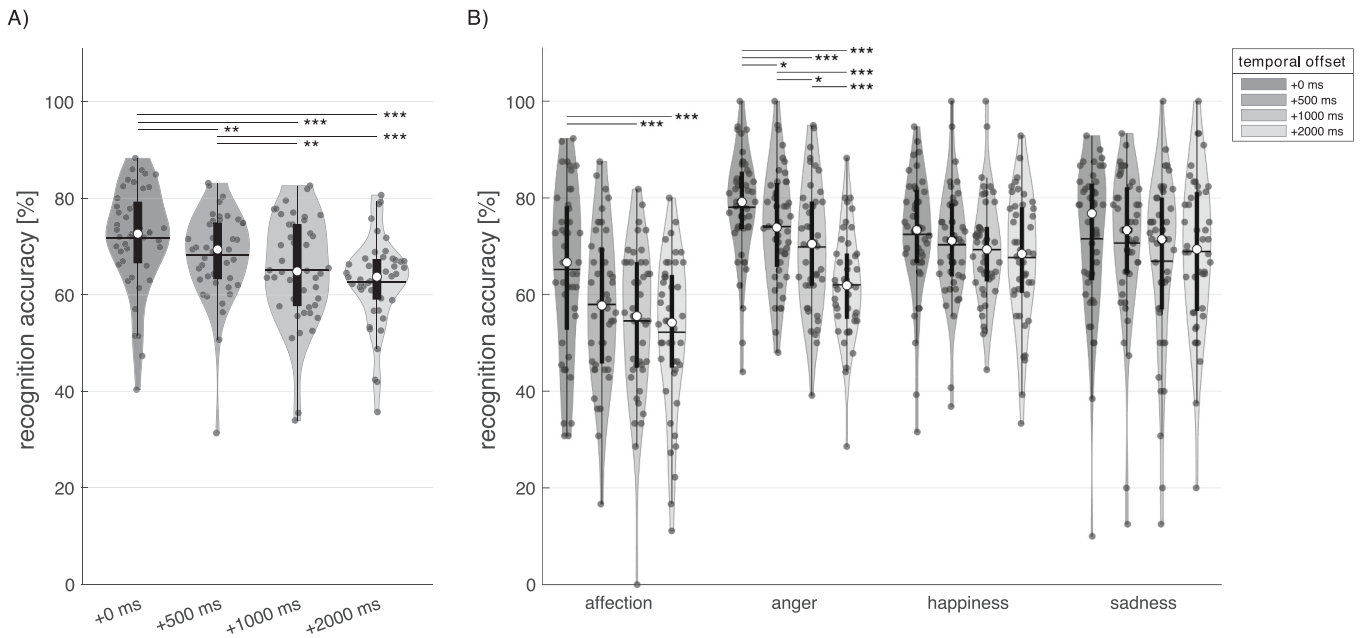 A)
recognition accuracy [%]
100
80
60
40
20
0
***
***
**
***
**
+0 ms
+500 ms
+1000 ms
+2000 ms
B)
recognition accuracy [%]
100
80
60
40
20
0
***
***
***
***
*
***
*
***
affection
anger
happiness
sadness
temporal offset
+0 ms
+500 ms
+1000 ms
+2000 ms